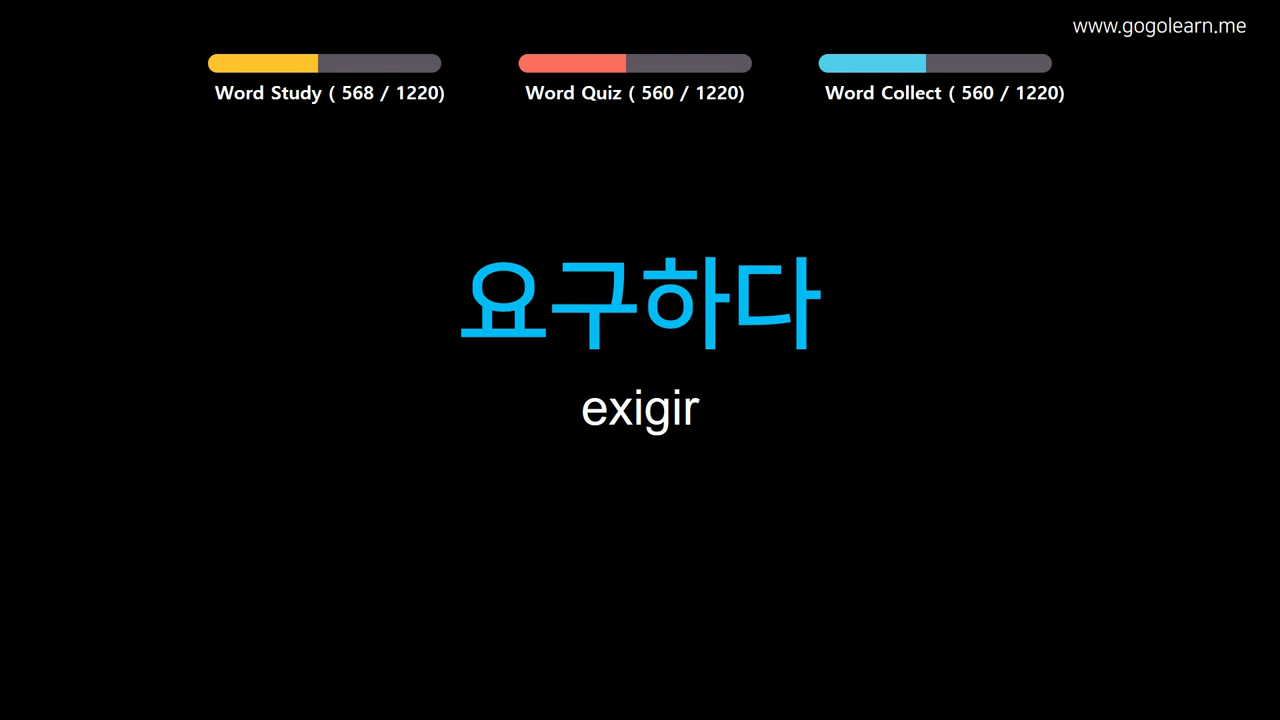 www.gogolearn.me
Word Study ( 568 / 1220)
Word Quiz ( 560 / 1220)
Word Collect ( 560 / 1220)
요구하다
exigir